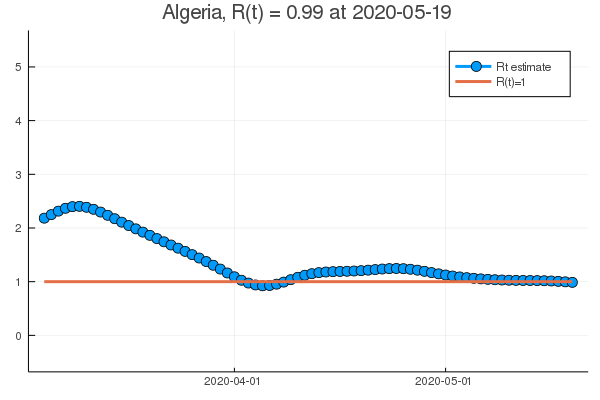 Algeria, R(t) = 0.99 at 2020-05-19
5
4
3
2
1
0
Rt estimate
R(t)=1
2020-04-01
2020-05-01